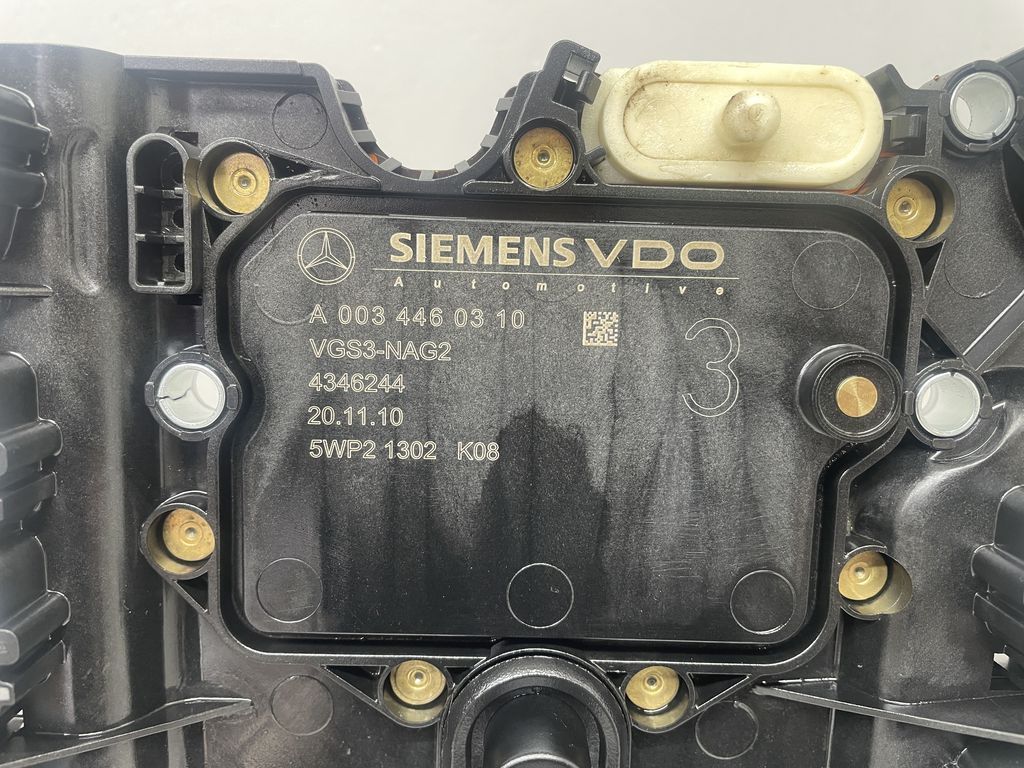 SIEMENS VDO
Automotive
A 003 446 03 10
VGS3-NAG2
4346244
20.11.10
5WP2 1302 K08
3